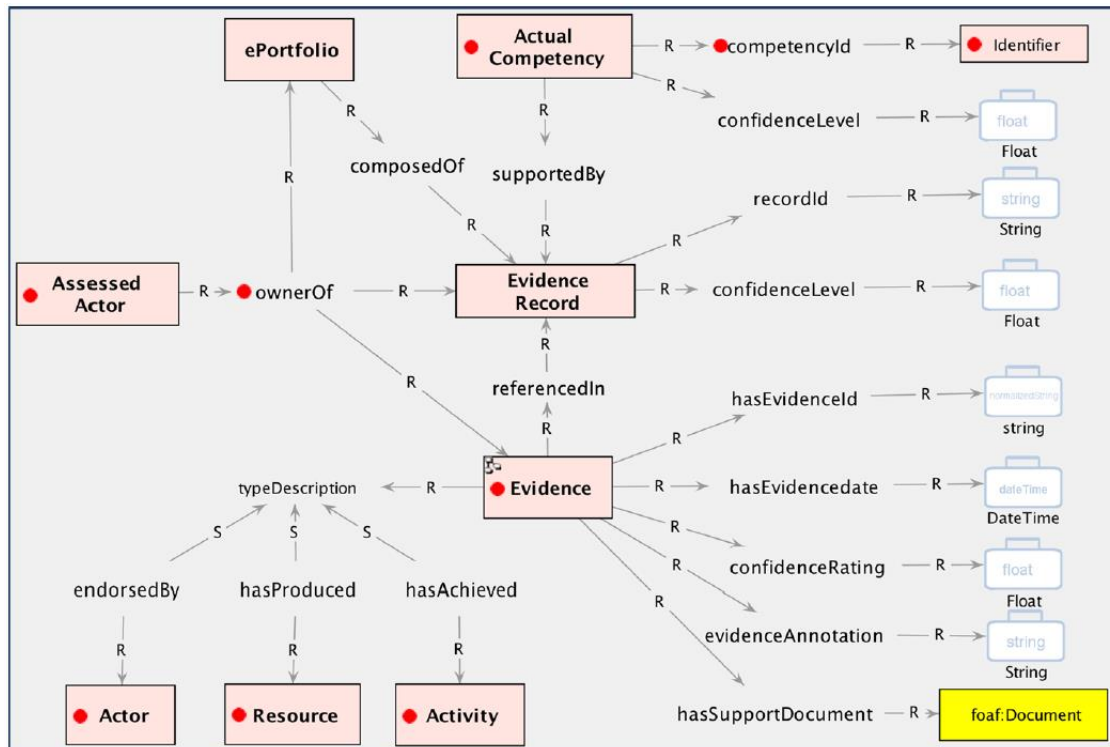 ePortfolio
Actual
Competency
R
competencyId
R
Identifier
R
R
R
confidenceLevel
R
float
Float
composedOf
supportedBy
R
recordId
R
string
String
R
R
R
R
Assessed
Actor
R
ownerOf
R
Evidence
Record
R
confidenceLevel
R
float
Float
R
R
referencedIn
R
hasEvidenceId
R
normalizedString
string
R
R
typeDescription
R
Evidence
R
hasEvidencedate
R
dateTime
DateTime
S
S
S
R
R
R
confidenceRating
R
float
Float
endorsedBy
hasProduced
hasAchieved
evidenceAnnotation
R
string
String
R
R
R
Actor
Resource
Activity
hasSupportDocument
R
foaf:Document